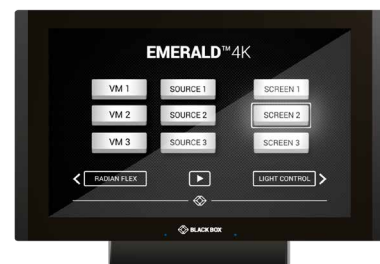 EMERALD™4K
VM 1 SOURCE 1 SCREEN 1
VM 2 SOURCE 2 SCREEN 2
VM 3 SOURCE 3 SCREEN 3
RADIAN FLEX LIGHT CONTROL
BLACK BOX